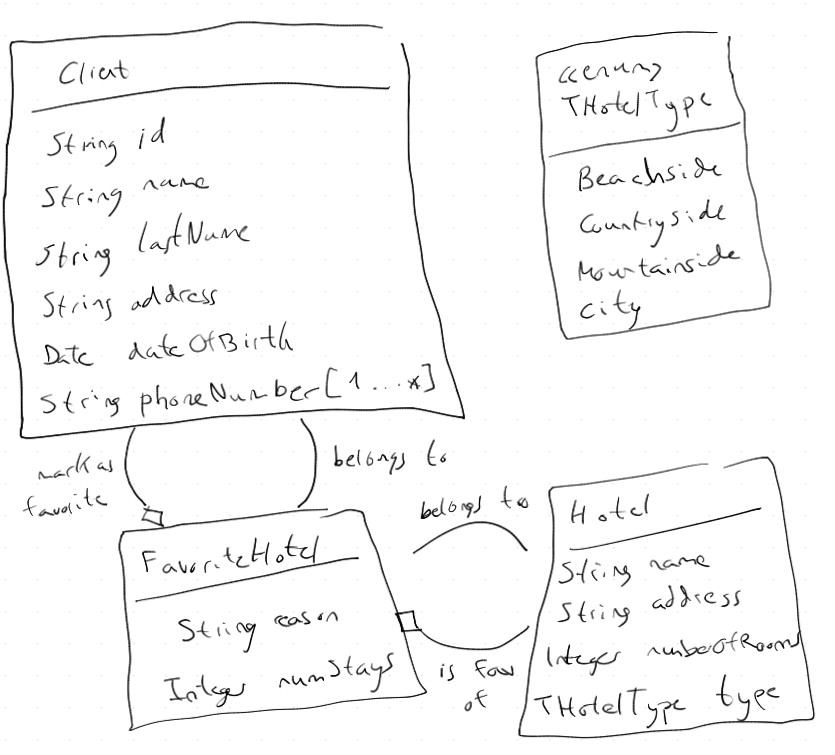 Client
String id
String name
String lastName
String address
Date dateOfBirth
String phoneNumber [1...*]
<<enum>>
THotelType
Beachside
Countryside
Mountainside
City
mark as
favorite
belongs to
FavoriteHotel
String reason
Integer numStays
belongs to
is fav
of
Hotel
String name
String address
Integer numberOfRooms
THotelType type